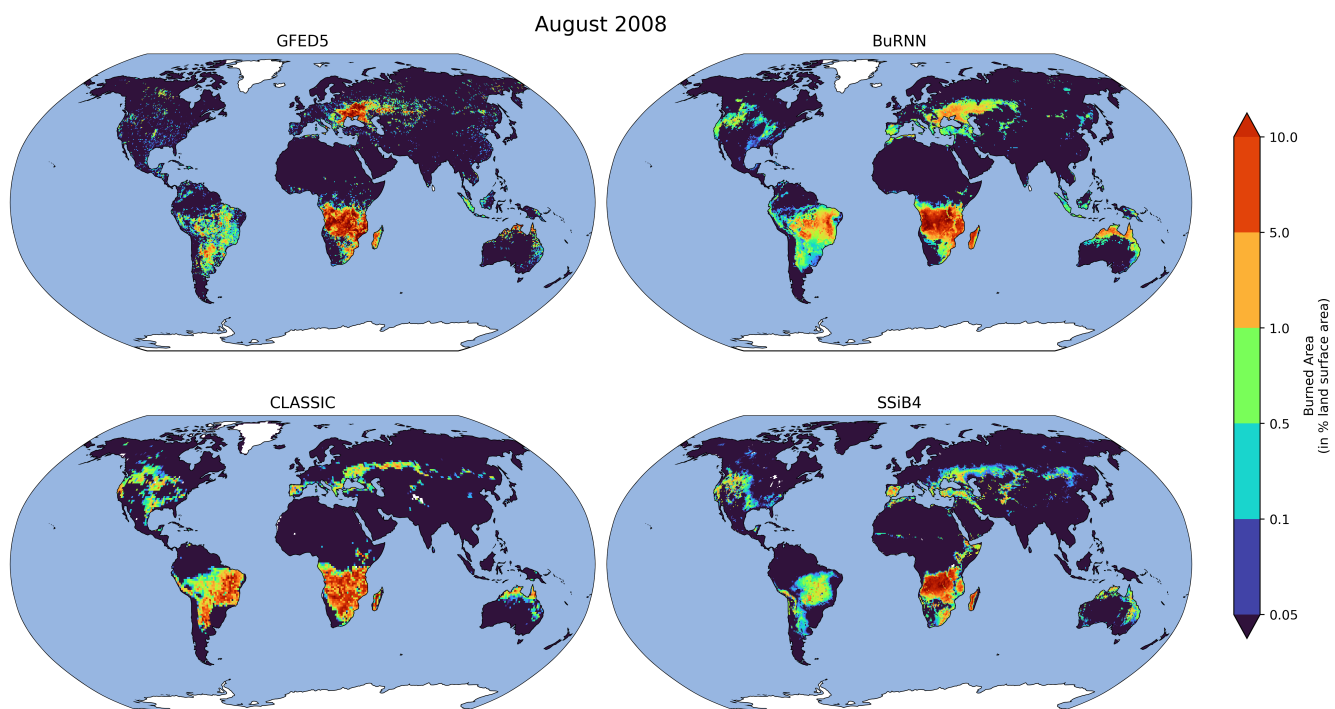 August 2008
GFED5
BuRNN
CLASSIC
SSiB4
10.0
5.0
1.0
0.5
0.1
0.05
Burned Area
(in % land surface area)